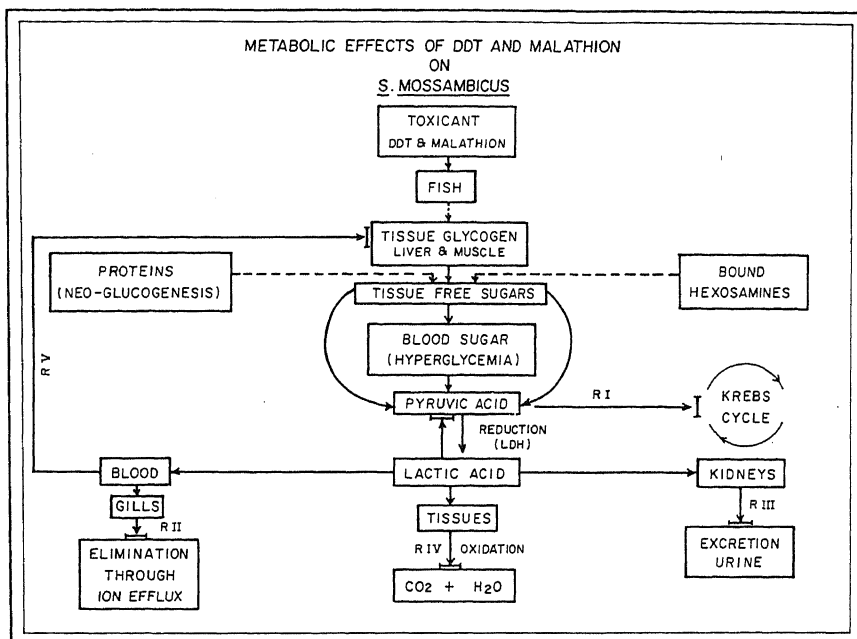 METABOLIC EFFECTS OF DDT AND MALATHION
ON
S. MOSSAMBICUS
TOXICANT
DDT & MALATHION
FISH
TISSUE GLYCOGEN
LIVER & MUSCLE
PROTEINS
(NEO-GLUCOGENESIS)
BOUND
HEXOSAMINES
TISSUE FREE SUGARS
BLOOD SUGAR
(HYPERGLYCEMIA)
R V
PYRUVIC ACID
R I
KREBS
CYCLE
REDUCTION
(LDH)
BLOOD
LACTIC ACID
KIDNEYS
GILLS
R II
TISSUES
R III
ELIMINATION
THROUGH
ION EFFLUX
R IV OXIDATION
EXCRETION
URINE
CO2 + H2O